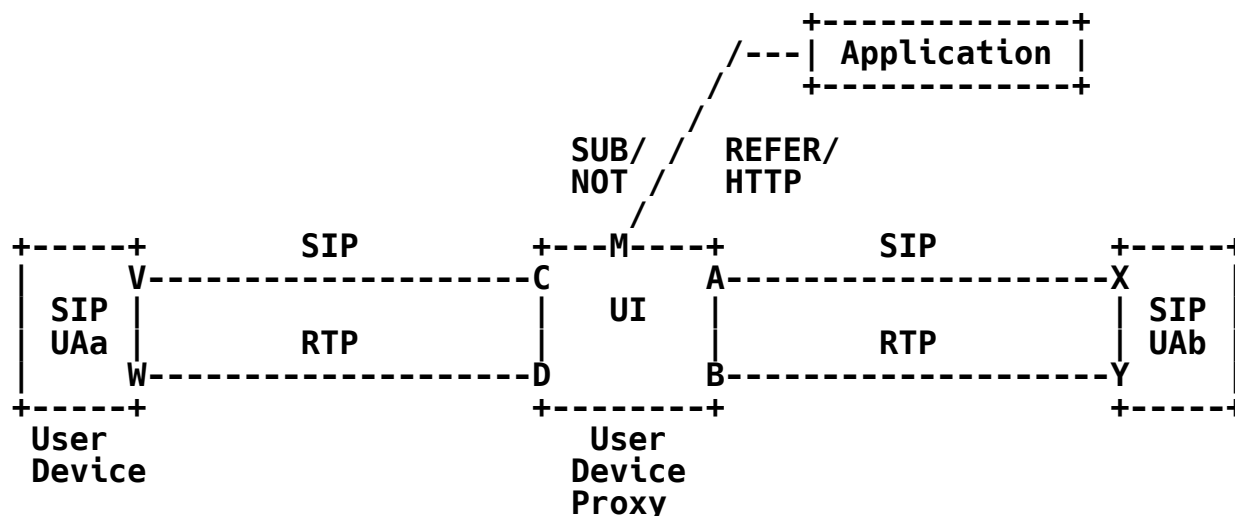 +-------------+
/---| Application |
/ +-------------+
/
SUB/ / REFER/
NOT / HTTP
/
+-----+ SIP +---M----+ SIP +-----+
| V--------------------C A--------------------X |
| SIP | | UI | | SIP |
| UAa | RTP | | RTP | UAb |
| W--------------------D B--------------------Y |
+-----+ +--------+ +-----+
User User
Device Device
Proxy